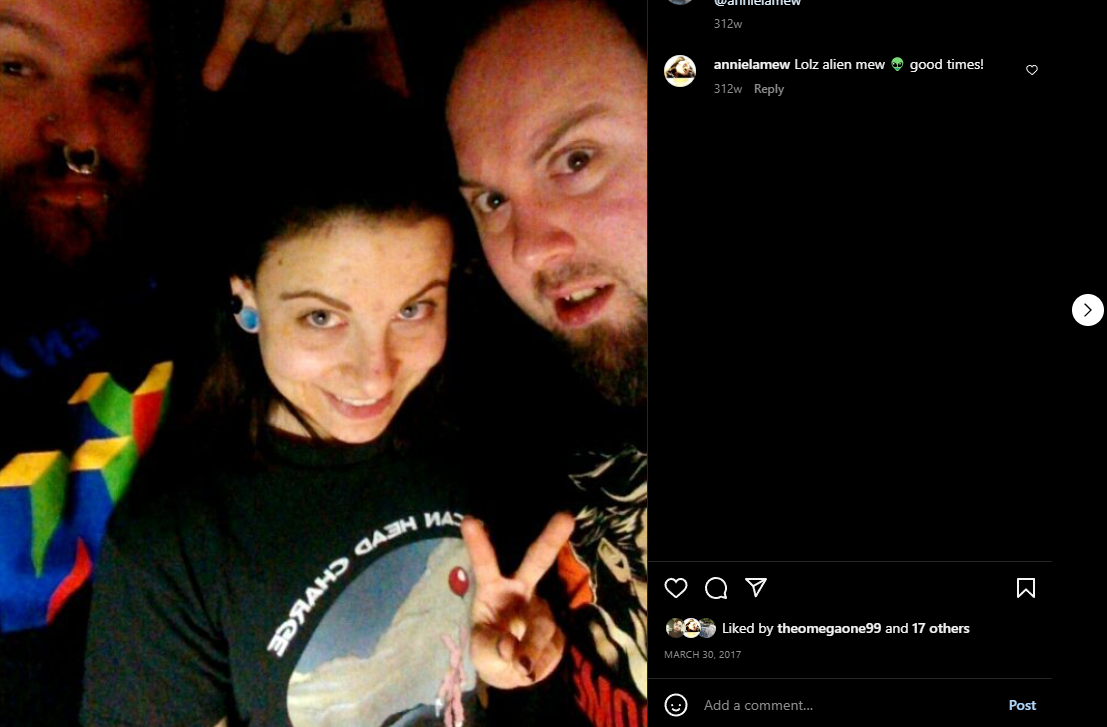 CAN HEAD CHARGE
@annielamew
312w
annielamew Lolz alien mew 👽 good times!
312w Reply
Liked by theomegaone99 and 17 others
MARCH 30, 2017
Add a comment...
Post